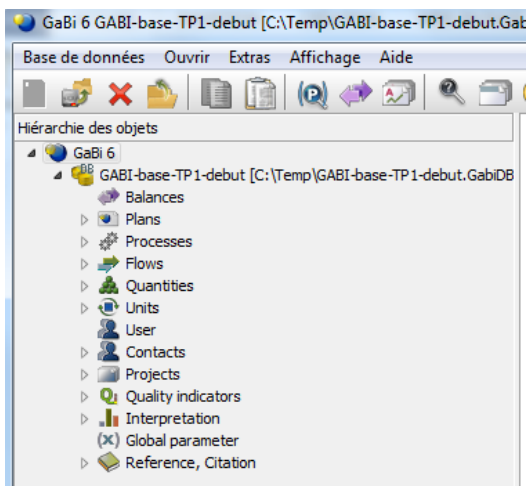 GaBi 6 GABI-base-TP1-debut [C:\Temp\GABI-base-TP1-debut.Gab
Base de données Ouvrir Extras Affichage Aide
Hiérarchie des objets
GaBi 6
GABI-base-TP1-debut [C:\Temp\GABI-base-TP1-debut.GabiDB
Balances
Plans
Processes
Flows
Quantities
Units
User
Contacts
Projects
Quality indicators
Interpretation
Global parameter
Reference, Citation